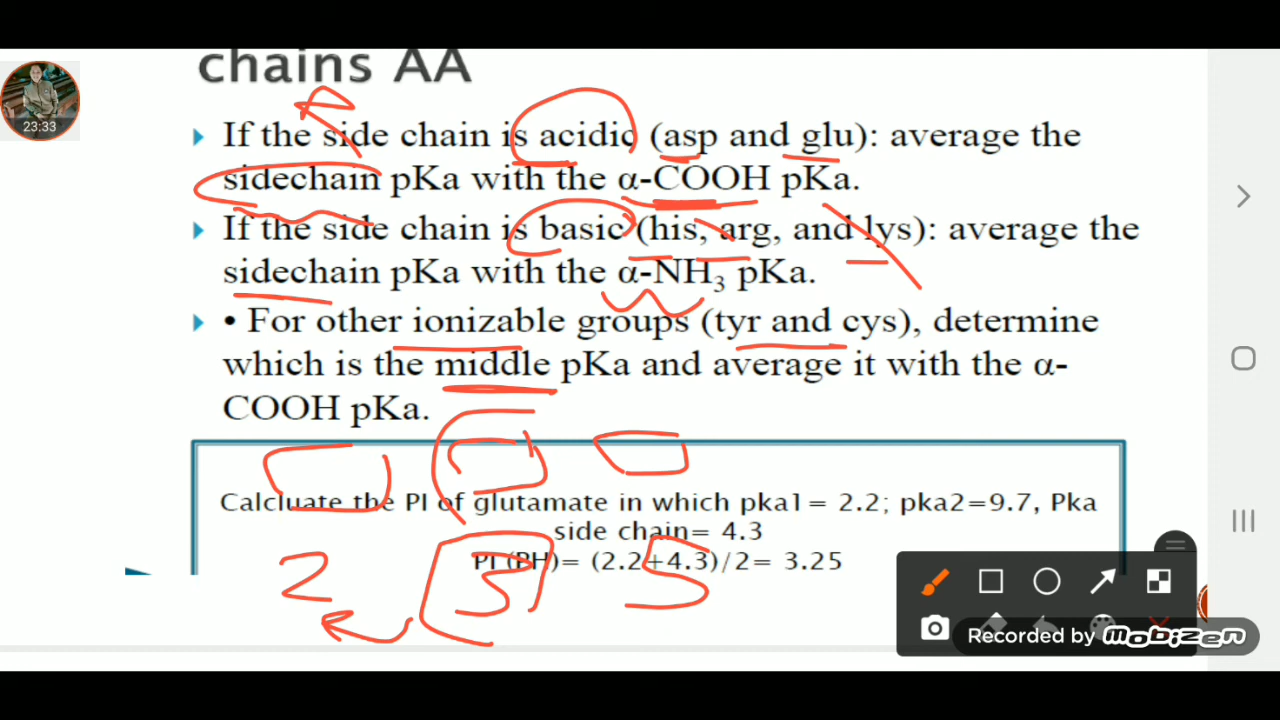 chains AA
23:33
If the side chain is acidic (asp and glu): average the
sidechain pKa with the α-COOH pKa.
If the side chain is basic (his, arg, and lys): average the
sidechain pKa with the α-NH₃ pKa.
• For other ionizable groups (tyr and cys), determine
which is the middle pKa and average it with the α-
COOH pKa.
Calcluate the PI of glutamate in which pka1= 2.2; pka2=9.7, Pka
side chain= 4.3
PI (PH)= (2.2+4.3)/2= 3.25
2 3 5
Recorded by mobizen